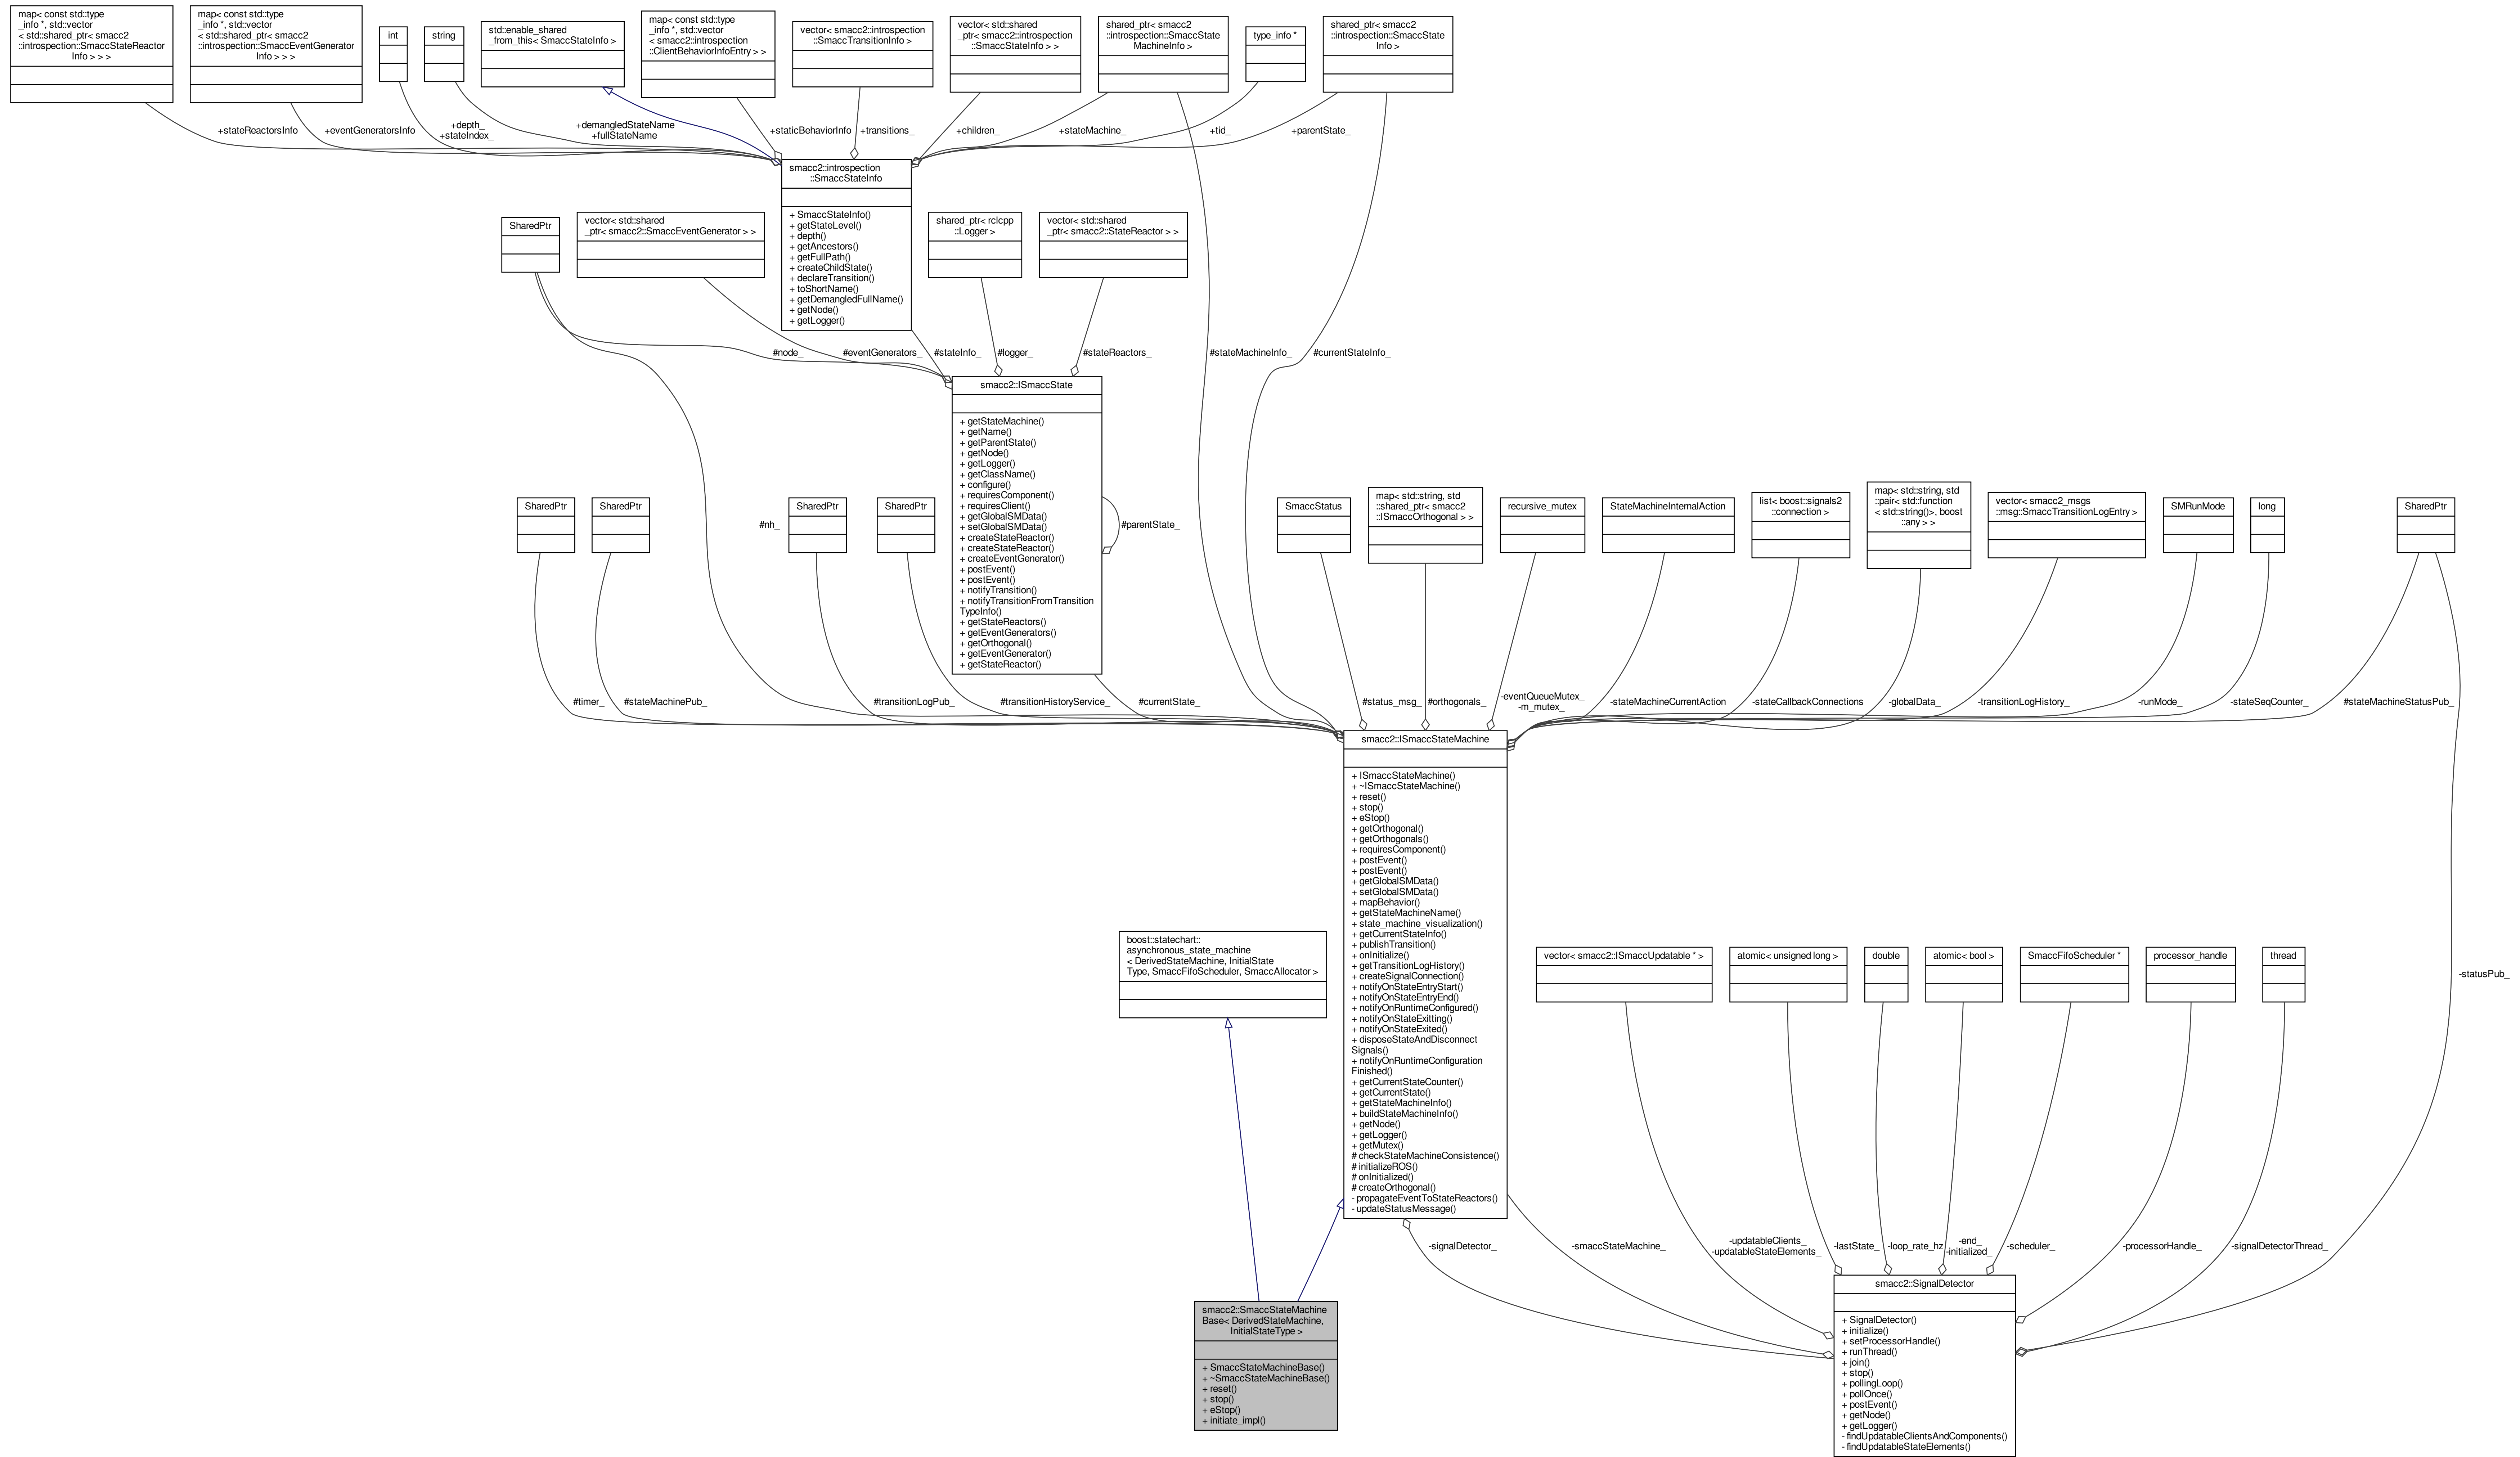 map< const std::type
_info *, std::vector
< std::shared_ptr< smacc2
::introspection::SmaccStateReactor
Info > > >
map< const std::type
_info *, std::vector
< std::shared_ptr< smacc2
::introspection::SmaccEventGenerator
Info > > >
int
string
std::enable_shared
_from_this< SmaccStateInfo >
map< const std::type
_info *, std::vector
< smacc2::introspection
::ClientBehaviorInfoEntry > >
vector< smacc2::introspection
::SmaccTransitionInfo >
vector< std::shared
_ptr< smacc2::introspection
::SmaccStateInfo > >
shared_ptr< smacc2
::introspection::SmaccState
MachineInfo >
type_info *
shared_ptr< smacc2
::introspection::SmaccState
Info >
+stateReactorsInfo
+eventGeneratorsInfo
+depth_
+stateIndex_
+demangledStateName
+fullStateName
+staticBehaviorInfo
+transitions_
+children_
+stateMachine_
+tid_
+parentState_
smacc2::introspection
::SmaccStateInfo
+ SmaccStateInfo()
+ getStateLevel()
+ depth()
+ getAncestors()
+ getFullPath()
+ createChildState()
+ declareTransition()
+ toShortName()
+ getDemangledFullName()
+ getNode()
+ getLogger()
SharedPtr
vector< std::shared
_ptr< smacc2::SmaccEventGenerator > >
shared_ptr< rclcpp
::Logger >
vector< std::shared
_ptr< smacc2::StateReactor > >
#node_
#eventGenerators_
#stateInfo_
#logger_
#stateReactors_
#stateMachineInfo_
#currentStateInfo_
smacc2::ISmaccState
+ getStateMachine()
+ getName()
+ getParentState()
+ getNode()
+ getLogger()
+ getClassName()
+ configure()
+ requiresComponent()
+ requiresClient()
+ getGlobalSMData()
+ setGlobalSMData()
+ createStateReactor()
+ createStateReactor()
+ createEventGenerator()
+ postEvent()
+ postEvent()
+ notifyTransition()
+ notifyTransitionFromTransition
TypeInfo()
+ getStateReactors()
+ getEventGenerators()
+ getOrthogonal()
+ getEventGenerator()
+ getStateReactor()
#parentState_
#nh_
SharedPtr
SharedPtr
SharedPtr
SharedPtr
SmaccStatus
map< std::string, std
::shared_ptr< smacc2
::ISmaccOrthogonal > >
recursive_mutex
StateMachineInternalAction
list< boost::signals2
::connection >
map< std::string, std
::pair< std::function
< std::string()>, boost
::any > >
vector< smacc2_msgs
::msg::SmaccTransitionLogEntry >
SMRunMode
long
SharedPtr
#timer_
#stateMachinePub_
#transitionLogPub_
#transitionHistoryService_
#currentState_
#status_msg_
#orthogonals_
-eventQueueMutex_
-m_mutex_
-stateMachineCurrentAction
-stateCallbackConnections
-globalData_
-transitionLogHistory_
-runMode_
-stateSeqCounter_
#stateMachineStatusPub_
smacc2::ISmaccStateMachine
+ ISmaccStateMachine()
+ ~ISmaccStateMachine()
+ reset()
+ stop()
+ eStop()
+ getOrthogonal()
+ getOrthogonals()
+ requiresComponent()
+ postEvent()
+ postEvent()
+ getGlobalSMData()
+ setGlobalSMData()
+ mapBehavior()
+ getStateMachineName()
+ state_machine_visualization()
+ getCurrentStateInfo()
+ publishTransition()
+ onInitialize()
+ getTransitionLogHistory()
+ createSignalConnection()
+ notifyOnStateEntryStart()
+ notifyOnStateEntryEnd()
+ notifyOnRuntimeConfigured()
+ notifyOnStateExitting()
+ notifyOnStateExited()
+ disposeStateAndDisconnect
Signals()
+ notifyOnRuntimeConfiguration
Finished()
+ getCurrentStateCounter()
+ getCurrentState()
+ getStateMachineInfo()
+ buildStateMachineInfo()
+ getNode()
+ getLogger()
+ getMutex()
# checkStateMachineConsistence()
# initializeROS()
# onInitialized()
# createOrthogonal()
- propagateEventToStateReactors()
- updateStatusMessage()
boost::statechart::
asynchronous_state_machine
< DerivedStateMachine, InitialState
Type, SmaccFifoScheduler, SmaccAllocator >
vector< smacc2::ISmaccUpdatable * >
atomic< unsigned long >
double
atomic< bool >
SmaccFifoScheduler *
processor_handle
thread
-statusPub_
-signalDetector_
-smaccStateMachine_
-updatableClients_
-updatableStateElements_
-lastState_
-loop_rate_hz
-end_
-initialized_
-scheduler_
-processorHandle_
-signalDetectorThread_
smacc2::SmaccStateMachine
Base< DerivedStateMachine,
InitialStateType >
+ SmaccStateMachineBase()
+ ~SmaccStateMachineBase()
+ reset()
+ stop()
+ eStop()
+ initiate_impl()
smacc2::SignalDetector
+ SignalDetector()
+ initialize()
+ setProcessorHandle()
+ runThread()
+ join()
+ stop()
+ pollingLoop()
+ pollOnce()
+ postEvent()
+ getNode()
+ getLogger()
- findUpdatableClientsAndComponents()
- findUpdatableStateElements()